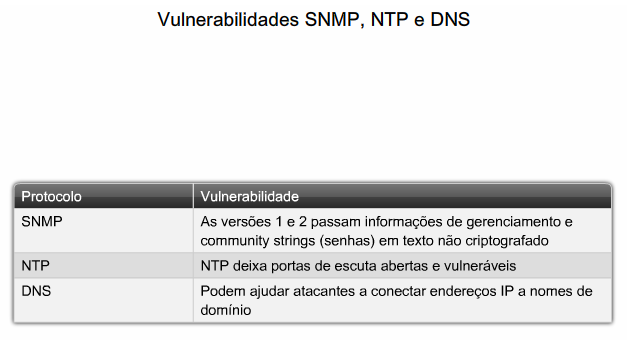 Vulnerabilidades SNMP, NTP e DNS
Protocolo
Vulnerabilidade
SNMP
As versões 1 e 2 passam informações de gerenciamento e
community strings (senhas) em texto não criptografado
NTP
NTP deixa portas de escuta abertas e vulneráveis
DNS
Podem ajudar atacantes a conectar endereços IP a nomes de
domínio